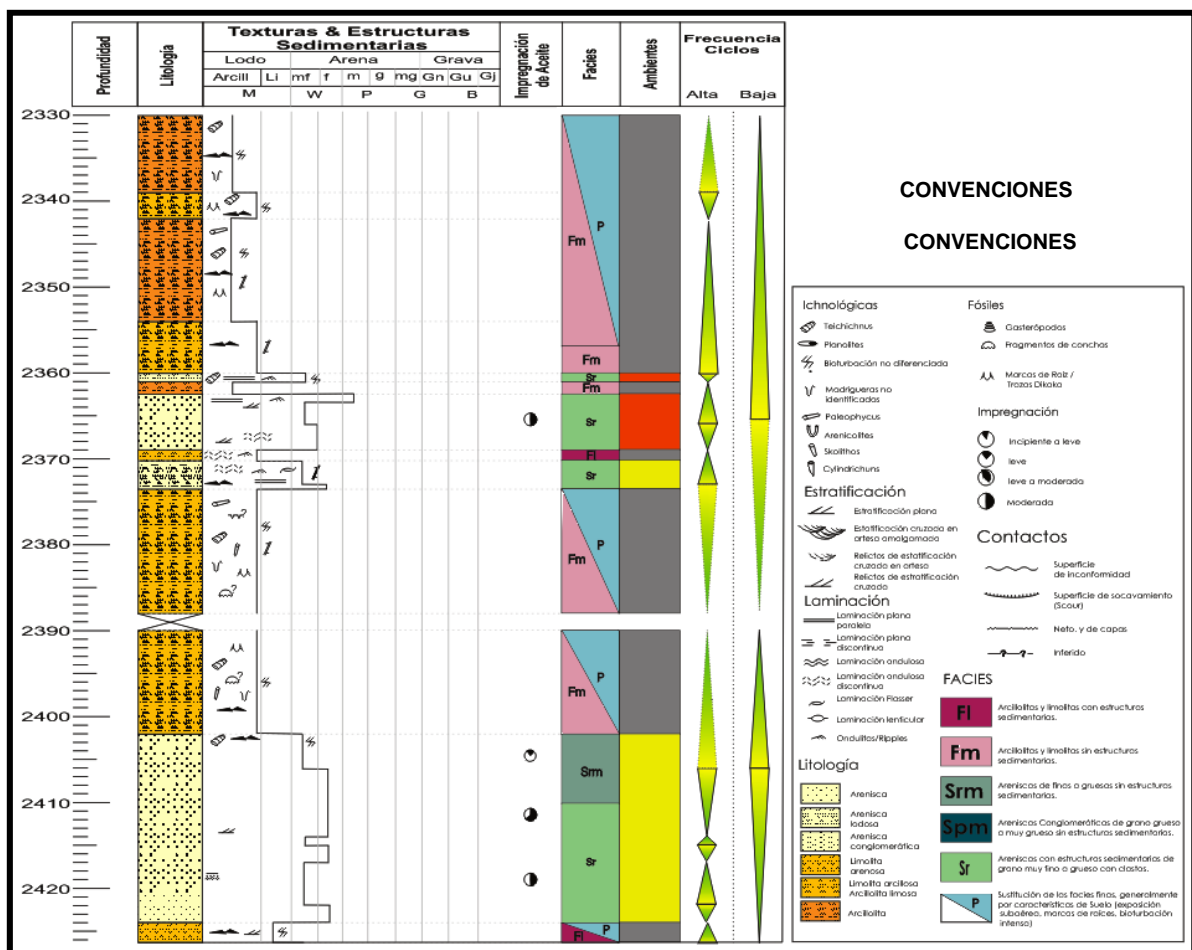 Profundidad
Litología
Texturas & Estructuras
Sedimentarias
Lodo Arena Grava
Arcill Li mf f m g mg Gn Gu Gj
M W P G B
Impregnación
de Aceite
Facies
Ambientes
Frecuencia
Ciclos
Alta Baja
2330
2340
2350
2360
2370
2380
2390
2400
2410
2420
P
Fm
Fm
Sr
Fm
Sr
Fl
Sr
P
Fm
P
Fm
Srm
Sr
P
Fl
?
?
CONVENCIONES
CONVENCIONES
Ichnológicas
Teichichnus
Planolites
Bioturbación no diferenciada
Madrigueras no
identificadas
Paleophycus
Arenicolites
Skolithos
Cylindrichuns
Estratificación
Estratificación plana
Estatificación cruzada en
artesa amalgamada
Relictos de estatificación
cruzada en artesa
Relictos de estratificación
cruzada
Laminación
Laminación plana
paralela
Laminación plana
discontinua
Laminación ondulosa
Laminación ondulosa
discontinua
Laminación Flasser
Laminación lenticular
Ondulitas/Ripples
Litología
Arenisca
Arenisca
lodosa
Arenisca
conglomerática
Limolita
arenosa
Limolita arcillosa
Arcillolita limosa
Arcillolita
Fósiles
Gasterópodos
Fragmentos de conchas
Marcas de Raiz /
Trazas Dikaka
Impregnación
Incipiente a leve
leve
leve a moderada
Moderada
Contactos
Superficie
de inconformidad
Superficie de socavamiento
(Scour)
Neto. y de capas
Inferido
FACIES
Fl Arcillolitas y limolitas con estructuras
sedimentarias.
Fm Arcillolitas y limolitas sin estructuras
sedimentarias.
Srm Areniscas de finas a gruesas sin estructuras
sedimentarias.
Spm Areniscas Conglomeráticas de grano grueso
a muy grueso sin estructuras sedimentarias.
Sr Areniscas con estructuras sedimentarias de
grano muy fino a grueso con clastos.
P Sustitución de las facies finas, generalmente
por características de Suelo (exposición
subaérea, marcas de raíces, bioturbación
intensa)